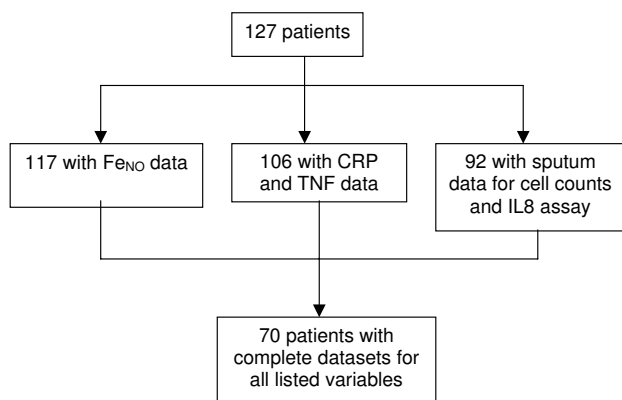 127 patients
117 with FeNO data
106 with CRP
and TNF data
92 with sputum
data for cell counts
and IL8 assay
70 patients with
complete datasets for
all listed variables